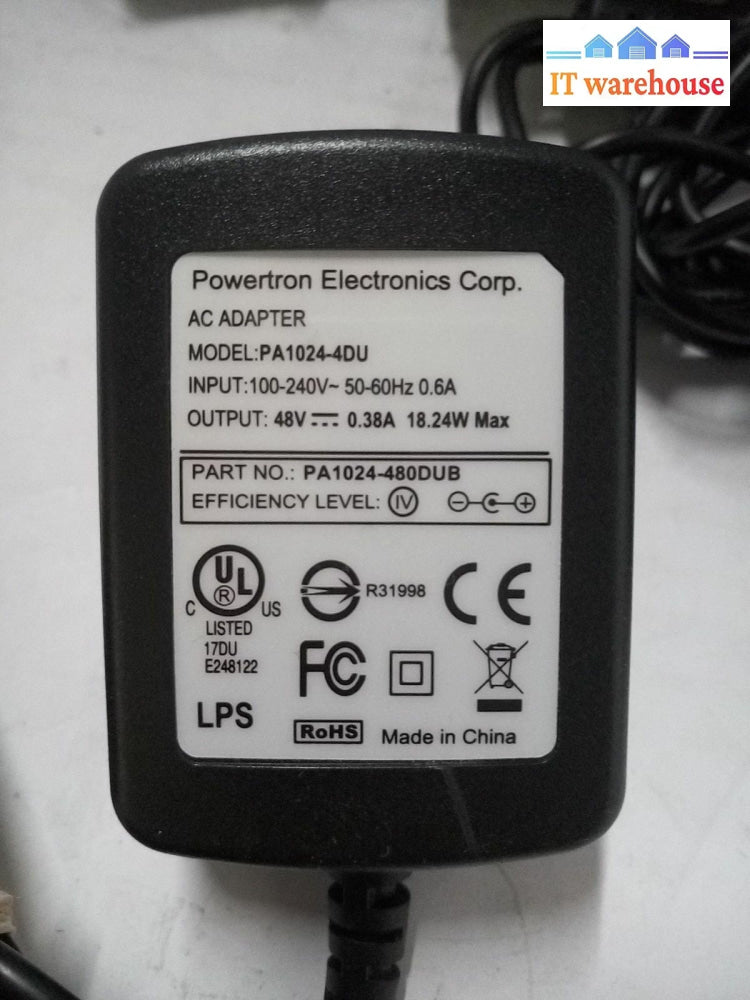 IT warehouse
Powertron Electronics Corp.
AC ADAPTER
MODEL:PA1024-4DU
INPUT:100-240V~ 50-60Hz 0.6A
OUTPUT: 48V⎓ 0.38A 18.24W Max
PART NO.: PA1024-480DUB
EFFICIENCY LEVEL: IV
UL ®
C US
LISTED
17DU
E248122
R31998
CE
FC
LPS
RoHS
Made in China